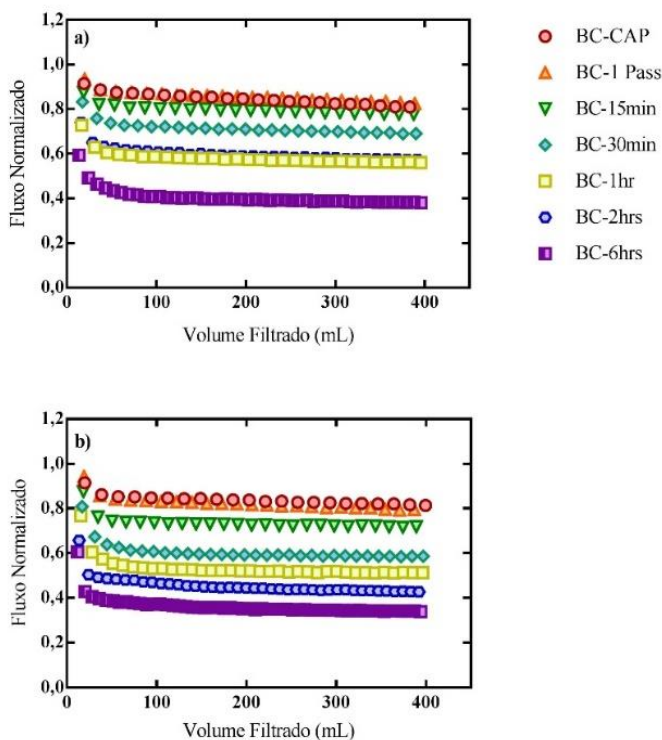 1,2
a)
1,0
0,8
0,6
0,4
0,2
0,0
Fluxo Normalizado
0 100 200 300 400
Volume Filtrado (mL)
BC-CAP
BC-1 Pass
BC-15min
BC-30min
BC-1hr
BC-2hrs
BC-6hrs
1,2
b)
1,0
0,8
0,6
0,4
0,2
0,0
Fluxo Normalizado
0 100 200 300 400
Volume Filtrado (mL)